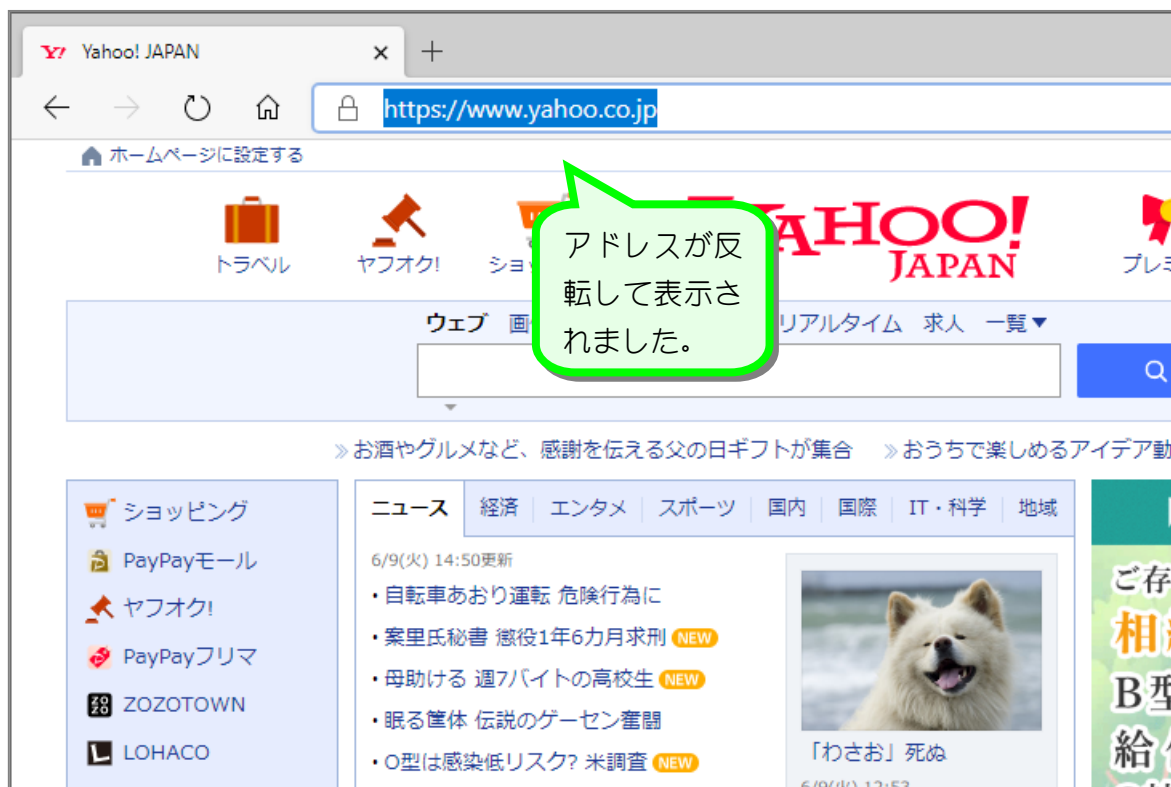 Yahoo! JAPAN
https://www.yahoo.co.jp
ホームページに設定する
トラベル
ヤフオク!
ショ
YAHOO!
JAPAN
プレミ
アドレスが反
転して表示さ
れました。
ウェブ 画 リアルタイム 求人 一覧▼
»お酒やグルメなど、感謝を伝える父の日ギフトが集合 »おうちで楽しめるアイデア動
ショッピング
PayPayモール
ヤフオク!
PayPayフリマ
ZOZOTOWN
LOHACO
ニュース 経済 エンタメ スポーツ 国内 国際 IT・科学 地域
6/9(火) 14:50更新
・自転車あおり運転 危険行為に
・案里氏秘書 懲役1年6カ月求刑 NEW
・母助ける 週7バイトの高校生 NEW
・眠る筐体 伝説のゲーセン奮闘
・O型は感染低リスク? 米調査 NEW
「わさお」死ぬ
6/9(火) 12:53
ご存
相
B型
給